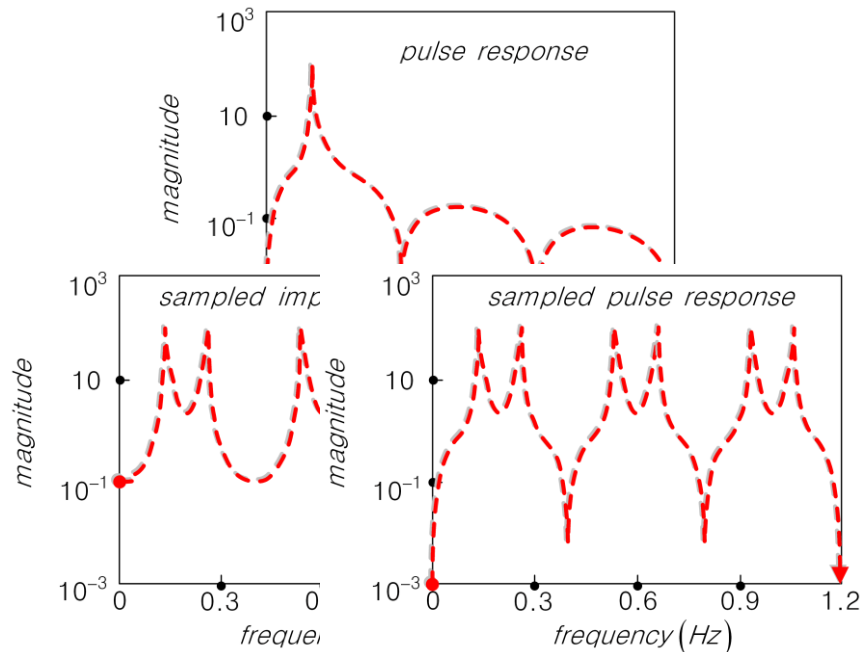 10³
pulse response
magnitude
10
10⁻¹
10³
sampled imp
magnitude
10
10⁻¹
10⁻³
0
0.3
frequen
10³
sampled pulse response
magnitude
10
10⁻¹
10⁻³
0
0.3
0.6
0.9
1.2
frequency (Hz)